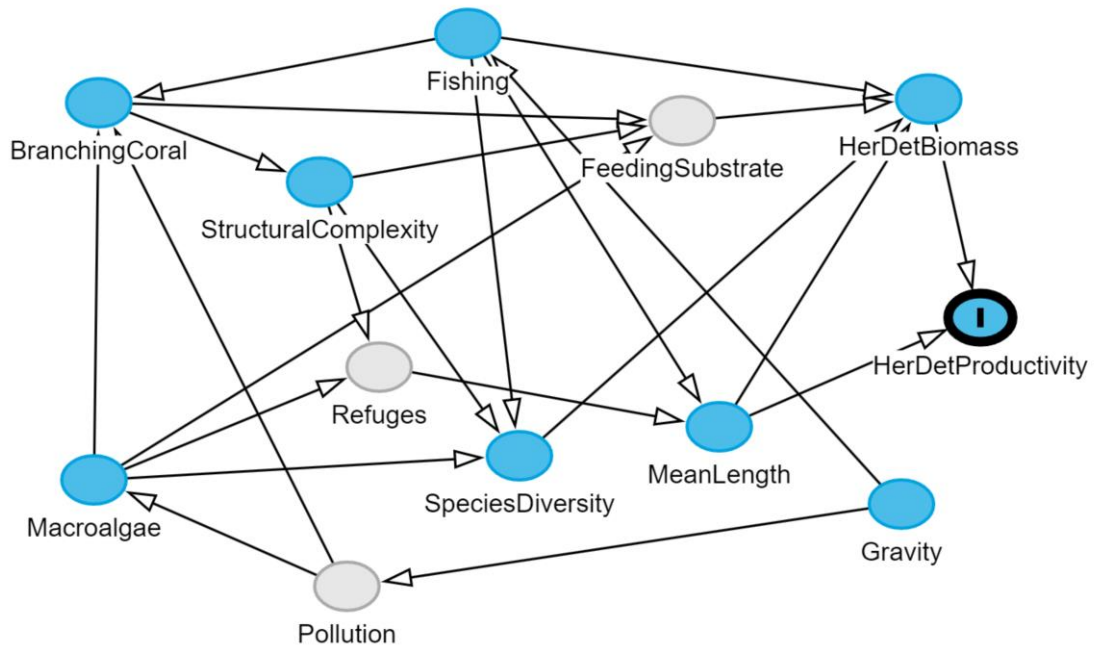 Fishing
BranchingCoral
HerDetBiomass
FeedingSubstrate
StructuralComplexity
I
HerDetProductivity
Refuges
MeanLength
SpeciesDiversity
Macroalgae
Gravity
Pollution